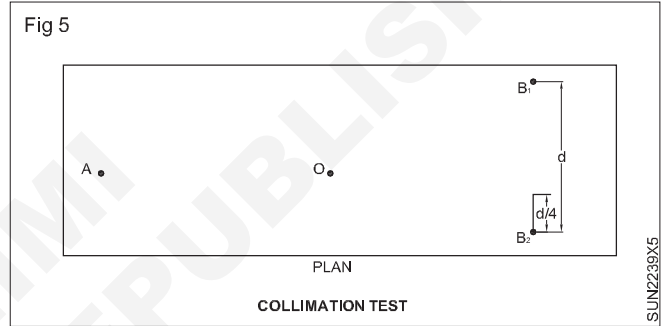 Fig 5
B1
d
A
O
d/4
B2
PLAN
COLLIMATION TEST
SUN2239X5